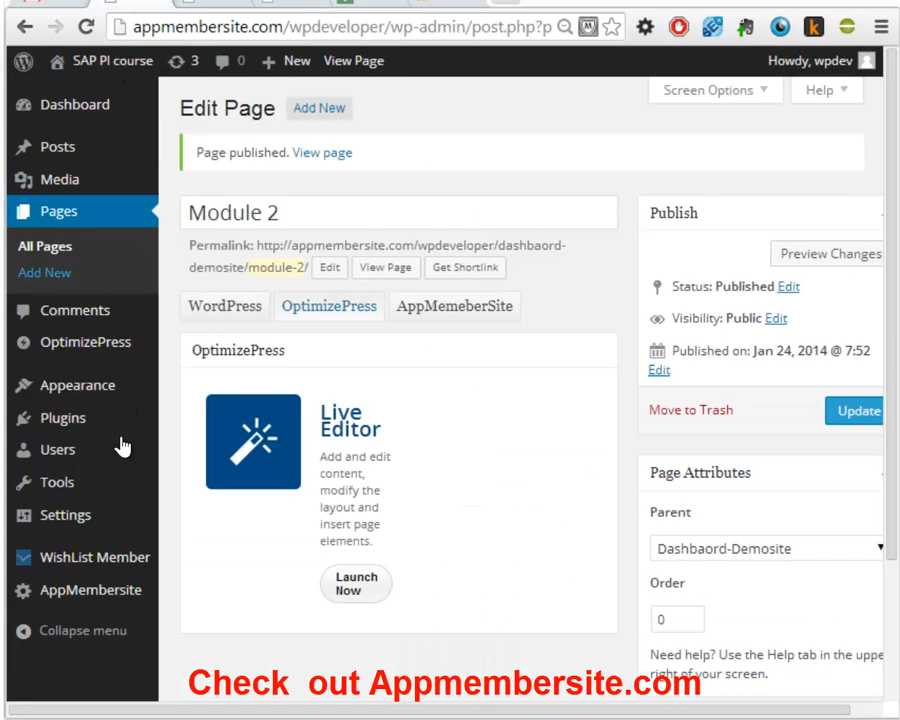 appmembersite.com/wpdeveloper/wp-admin/post.php?p
SAP PI course 3 0 New View Page Howdy, wpdev
Dashboard
Posts
Media
Pages
All Pages
Add New
Comments
OptimizePress
Appearance
Plugins
Users
Tools
Settings
WishList Member
AppMembersite
Collapse menu
Screen Options Help
Edit Page Add New
Page published. View page
Module 2
Permalink: http://appmembersite.com/wpdeveloper/dashbaord-
demosite/module-2/ Edit View Page Get Shortlink
WordPress OptimizePress AppMemeberSite
OptimizePress
Live
Editor
Add and edit
content,
modify the
layout and
insert page
elements.
Launch
Now
Publish
Preview Changes
Status: Published Edit
Visibility: Public Edit
Published on: Jan 24, 2014 @ 7:52
Edit
Move to Trash Update
Page Attributes
Parent
Dashbaord-Demosite
Order
0
Need help? Use the Help tab in the uppe
right of your screen.
Check out Appmembersite.com